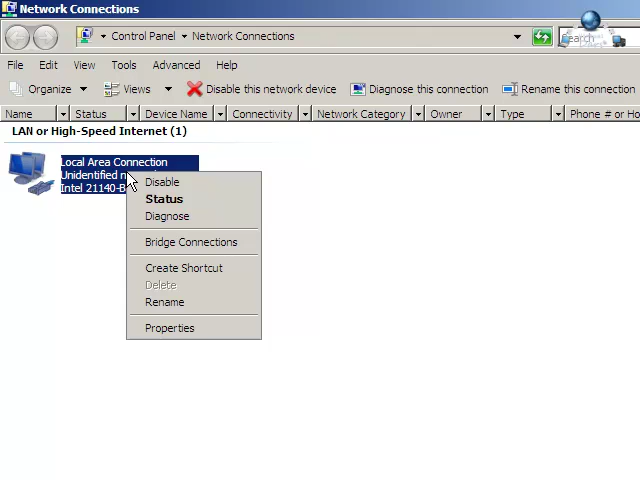 Network Connections
Control Panel Network Connections
File Edit View Tools Advanced Help
Organize Views Disable this network device Diagnose this connection Rename this connection
Name Status Device Name Connectivity Network Category Owner Type Phone # or Ho
LAN or High-Speed Internet (1)
Local Area Connection
Unidentified
Intel 21140-B
Disable
Status
Diagnose
Bridge Connections
Create Shortcut
Delete
Rename
Properties